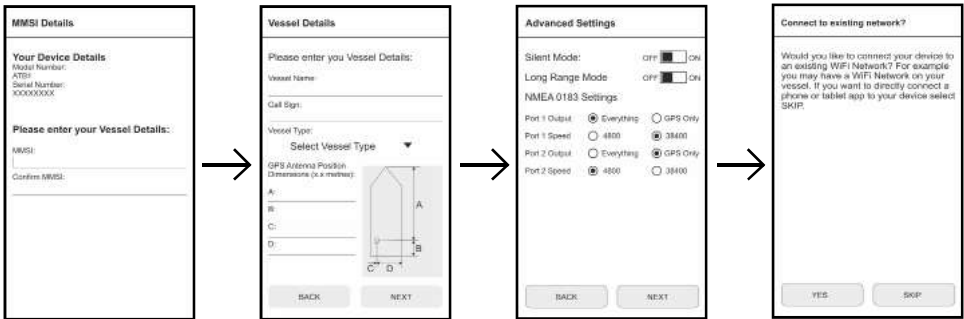 MMSI Details
Your Device Details
Model Number:
ATB1
Serial Number:
XXXXXXXX
Please enter your Vessel Details:
MMSI:
Confirm MMSI:
Vessel Details
Please enter you Vessel Details:
Vessel Name:
Call Sign:
Vessel Type:
Select Vessel Type
GPS Antenna Position
Dimensions (x.x metres):
A:
B:
C:
D:
A
B
C D
BACK NEXT
Advanced Settings
Silent Mode: OFF ON
Long Range Mode OFF ON
NMEA 0183 Settings
Port 1 Output Everything GPS Only
Port 1 Speed 4800 38400
Port 2 Output Everything GPS Only
Port 2 Speed 4800 38400
BACK NEXT
Connect to existing network?
Would you like to connect your device to
an existing WiFi Network? For example
you may have a WiFi Network on your
vessel. If you want to directly connect a
phone or tablet app to your device select
SKIP.
YES SKIP